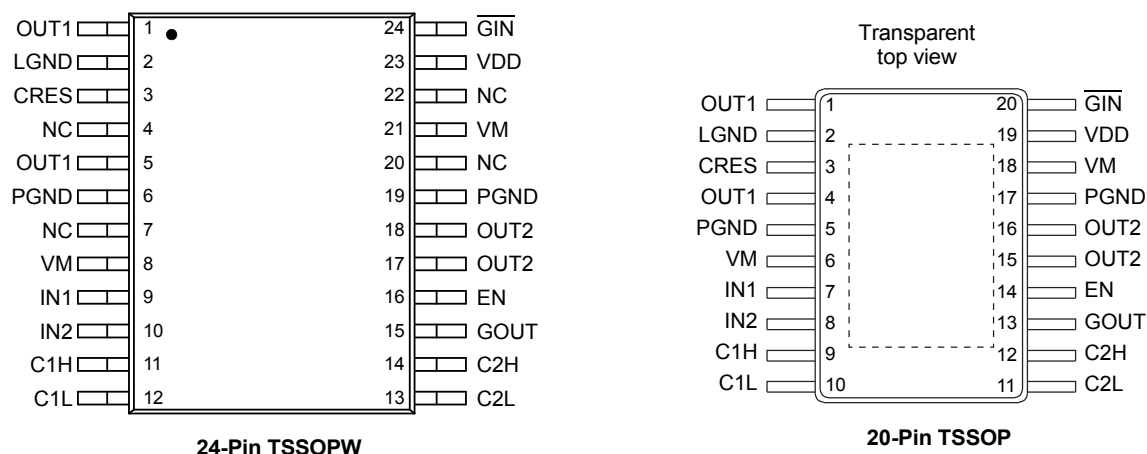 OUT1 1 24 GIN
LGND 2 23 VDD
CRES 3 22 NC
NC 4 21 VM
OUT1 5 20 NC
PGND 6 19 PGND
NC 7 18 OUT2
VM 8 17 OUT2
IN1 9 16 EN
IN2 10 15 GOUT
C1H 11 14 C2H
C1L 12 13 C2L
24-Pin TSSOPW
Transparent
top view
OUT1 1 20 GIN
LGND 2 19 VDD
CRES 3 18 VM
OUT1 4 17 PGND
PGND 5 16 OUT2
VM 6 15 OUT2
IN1 7 14 EN
IN2 8 13 GOUT
C1H 9 12 C2H
C1L 10 11 C2L
20-Pin TSSOP